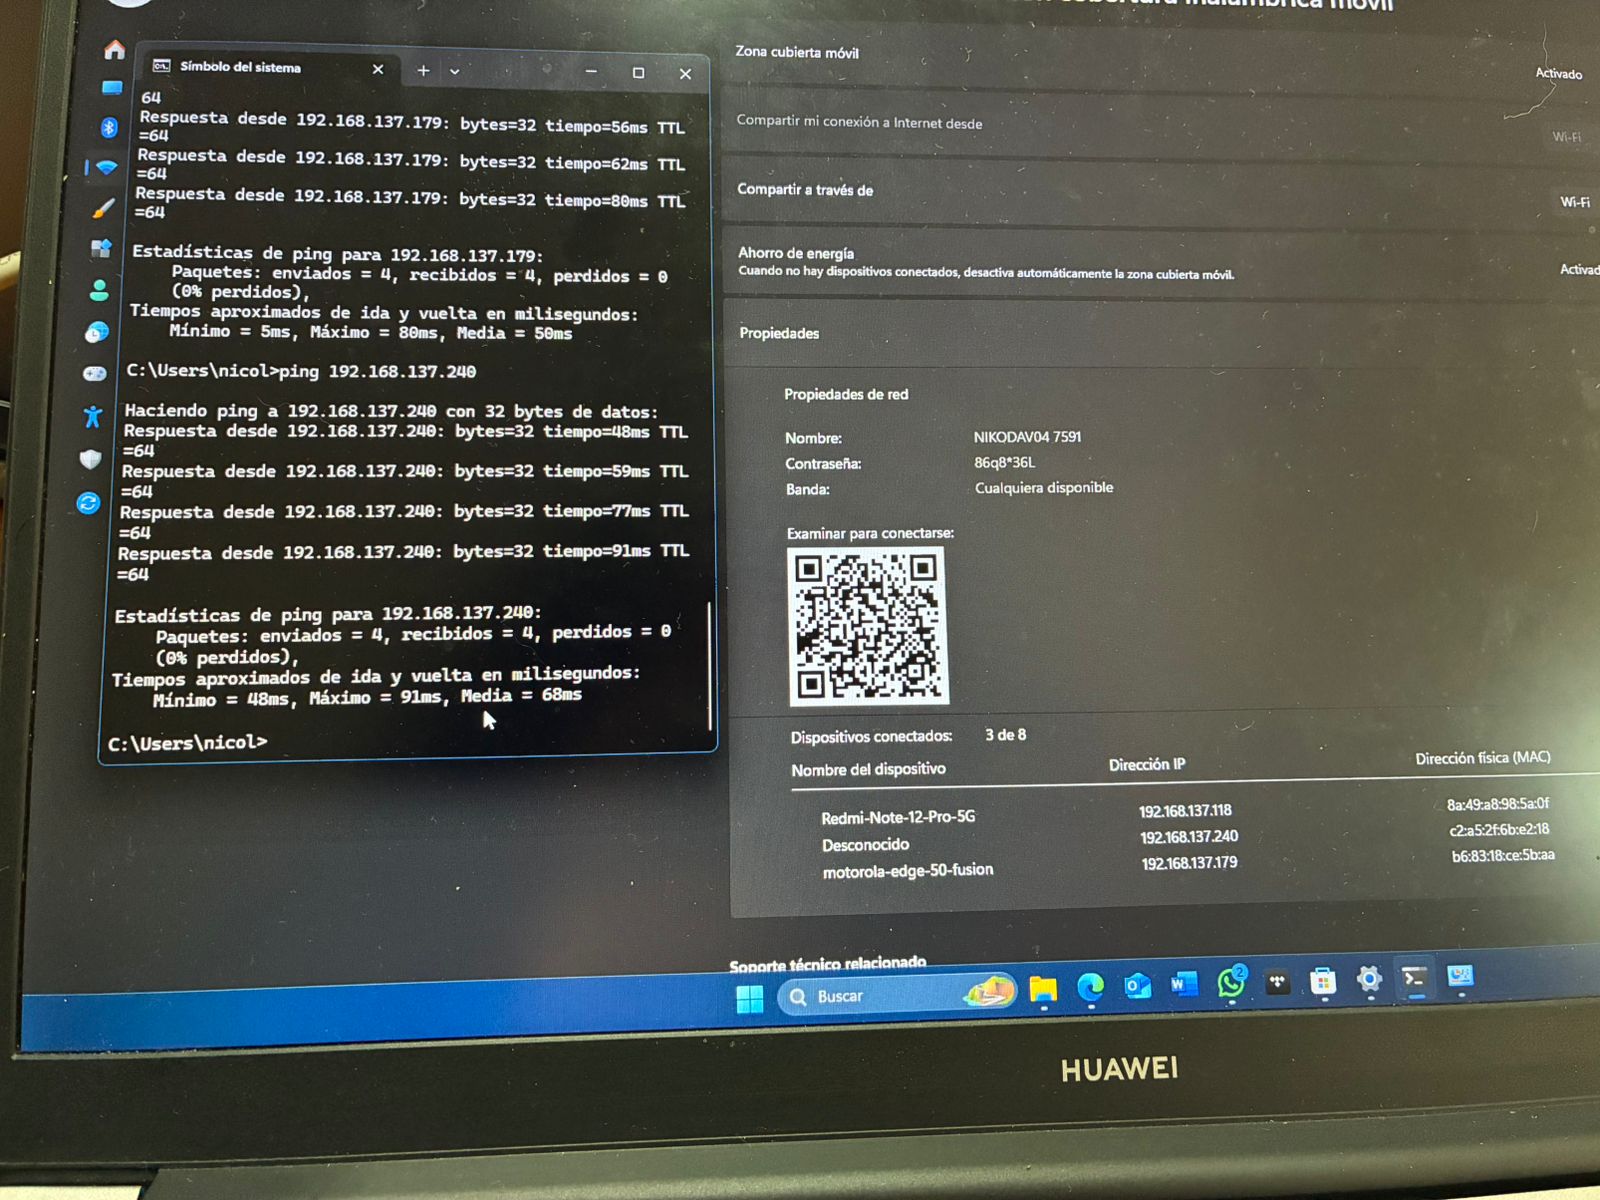 Símbolo del sistema
64
Respuesta desde 192.168.137.179: bytes=32 tiempo=56ms TTL
=64
Respuesta desde 192.168.137.179: bytes=32 tiempo=62ms TTL
=64
Respuesta desde 192.168.137.179: bytes=32 tiempo=80ms TTL
=64
Estadísticas de ping para 192.168.137.179:
Paquetes: enviados = 4, recibidos = 4, perdidos = 0
(0% perdidos),
Tiempos aproximados de ida y vuelta en milisegundos:
Mínimo = 5ms, Máximo = 80ms, Media = 50ms
C:\Users\nicol>ping 192.168.137.240
Haciendo ping a 192.168.137.240 con 32 bytes de datos:
Respuesta desde 192.168.137.240: bytes=32 tiempo=48ms TTL
=64
Respuesta desde 192.168.137.240: bytes=32 tiempo=59ms TTL
=64
Respuesta desde 192.168.137.240: bytes=32 tiempo=77ms TTL
=64
Respuesta desde 192.168.137.240: bytes=32 tiempo=91ms TTL
=64
Estadísticas de ping para 192.168.137.240:
Paquetes: enviados = 4, recibidos = 4, perdidos = 0
(0% perdidos),
Tiempos aproximados de ida y vuelta en milisegundos:
Mínimo = 48ms, Máximo = 91ms, Media = 68ms
C:\Users\nicol>
inalámbrica móvil
Zona cubierta móvil
Activado
Compartir mi conexión a Internet desde
Wi-Fi
Compartir a través de
Wi-Fi
Ahorro de energía
Cuando no hay dispositivos conectados, desactiva automáticamente la zona cubierta móvil.
Activad
Propiedades
Propiedades de red
Nombre: NIKODAV04 7591
Contraseña: 86q8*36L
Banda: Cualquiera disponible
Examinar para conectarse:
Dispositivos conectados: 3 de 8
Nombre del dispositivo Dirección IP Dirección física (MAC)
Redmi-Note-12-Pro-5G 192.168.137.118 8a:49:a8:98:5a:0f
Desconocido 192.168.137.240 c2:a5:2f:6b:e2:18
motorola-edge-50-fusion 192.168.137.179 b6:83:18:ce:5b:aa
Soporte técnico relacionado
Buscar
2
HUAWEI